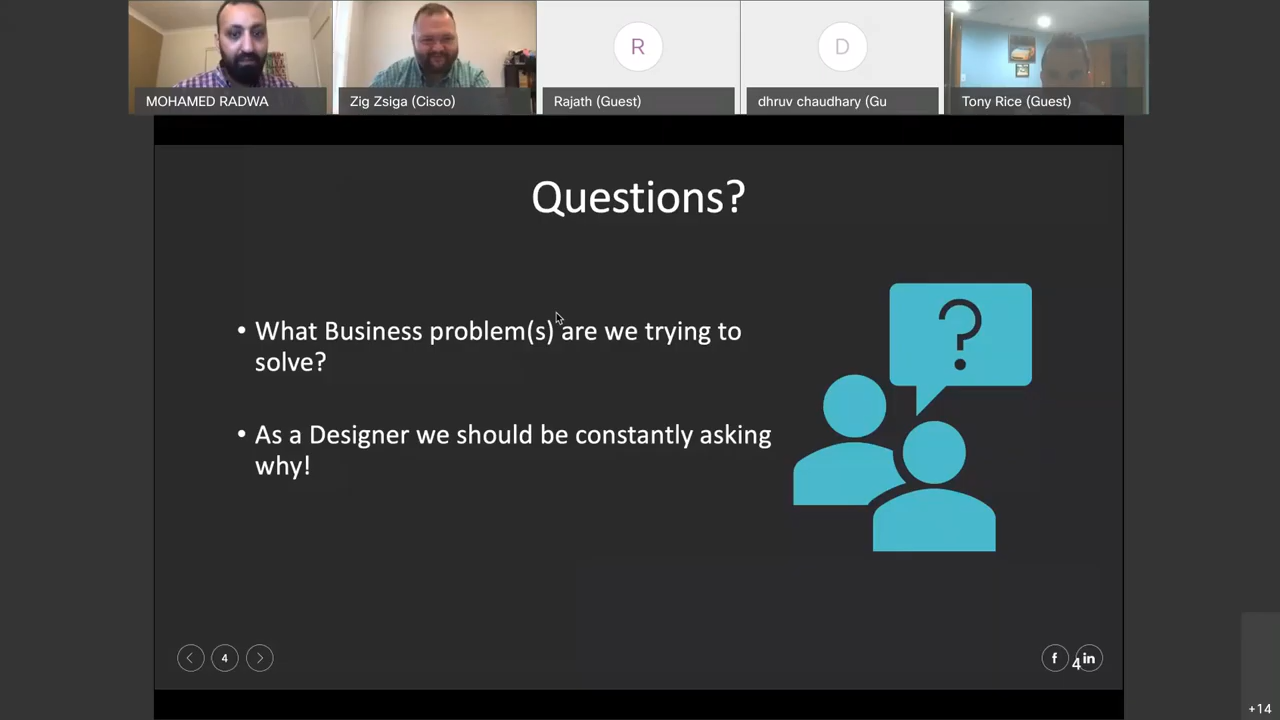 MOHAMED RADWA
Zig Zsiga (Cisco)
R
Rajath (Guest)
D
dhruv chaudhary (Gu
Tony Rice (Guest)
Questions?
?
• What Business problem(s) are we trying to
solve?
• As a Designer we should be constantly asking
why!
4
f
4
in
+14